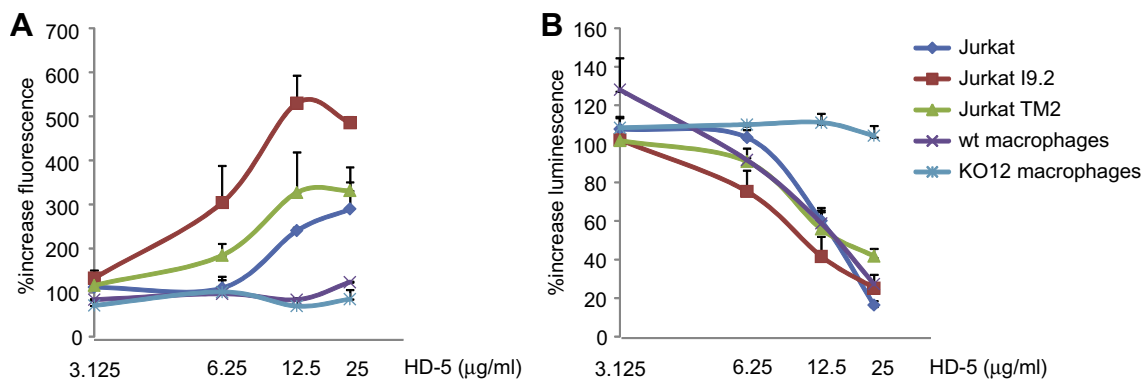 A
%increase fluorescence
700
600
500
400
300
200
100
0
3.125
6.25
12.5
25
HD-5 (μg/ml)
B
%increase luminescence
160
140
120
100
80
60
40
20
0
3.125
6.25
12.5
25
HD-5 (μg/ml)
Jurkat
Jurkat I9.2
Jurkat TM2
wt macrophages
KO12 macrophages